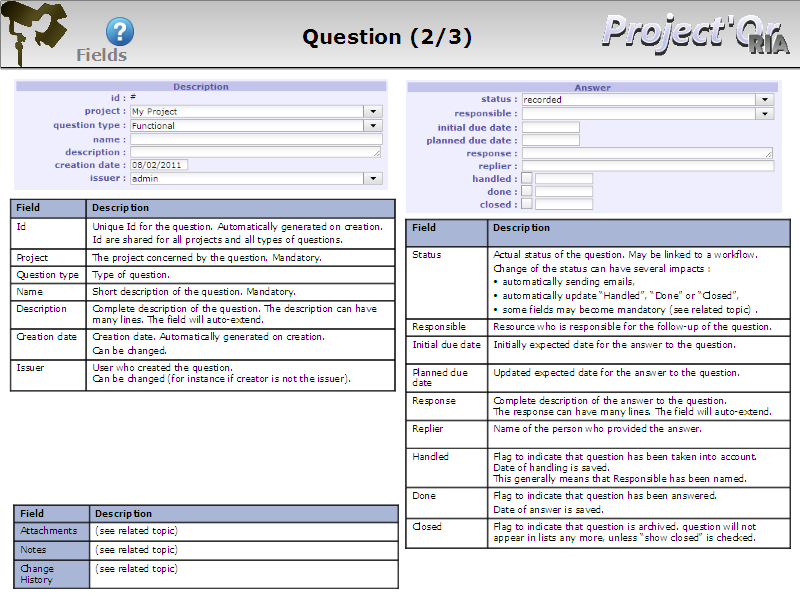 ?
Fields
Question (2/3)
Project'Or
RIA
Description
id : #
project : My Project
question type : Functional
name :
description :
creation date : 08/02/2011
issuer : admin
Field Description
Id Unique Id for the question. Automatically generated on creation.
Id are shared for all projects and all types of questions.
Project The project concerned by the question. Mandatory.
Question type Type of question.
Name Short description of the question. Mandatory.
Description Complete description of the question. The description can have
many lines. The field will auto-extend.
Creation date Creation date. Automatically generated on creation.
Can be changed.
Issuer User who created the question.
Can be changed (for instance if creator is not the issuer).
Field Description
Attachments (see related topic)
Notes (see related topic)
Change (see related topic)
History
Answer
status : recorded
responsible :
initial due date :
planned due date :
response :
replier :
handled :
done :
closed :
Field Description
Status Actual status of the question. May be linked to a workflow.
Change of the status can have several impacts :
• automatically sending emails,
• automatically update “Handled”, “Done” or “Closed”,
• some fields may become mandatory (see related topic) .
Responsible Resource who is responsible for the follow-up of the question.
Initial due date Initially expected date for the answer to the question.
Planned due Updated expected date for the answer to the question.
date
Response Complete description of the answer to the question.
The response can have many lines. The field will auto-extend.
Replier Name of the person who provided the answer.
Handled Flag to indicate that question has been taken into account.
Date of handling is saved.
This generally means that Responsible has been named.
Done Flag to indicate that question has been answered.
Date of answer is saved.
Closed Flag to indicate that question is archived. question will not
appear in lists any more, unless “show closed” is checked.